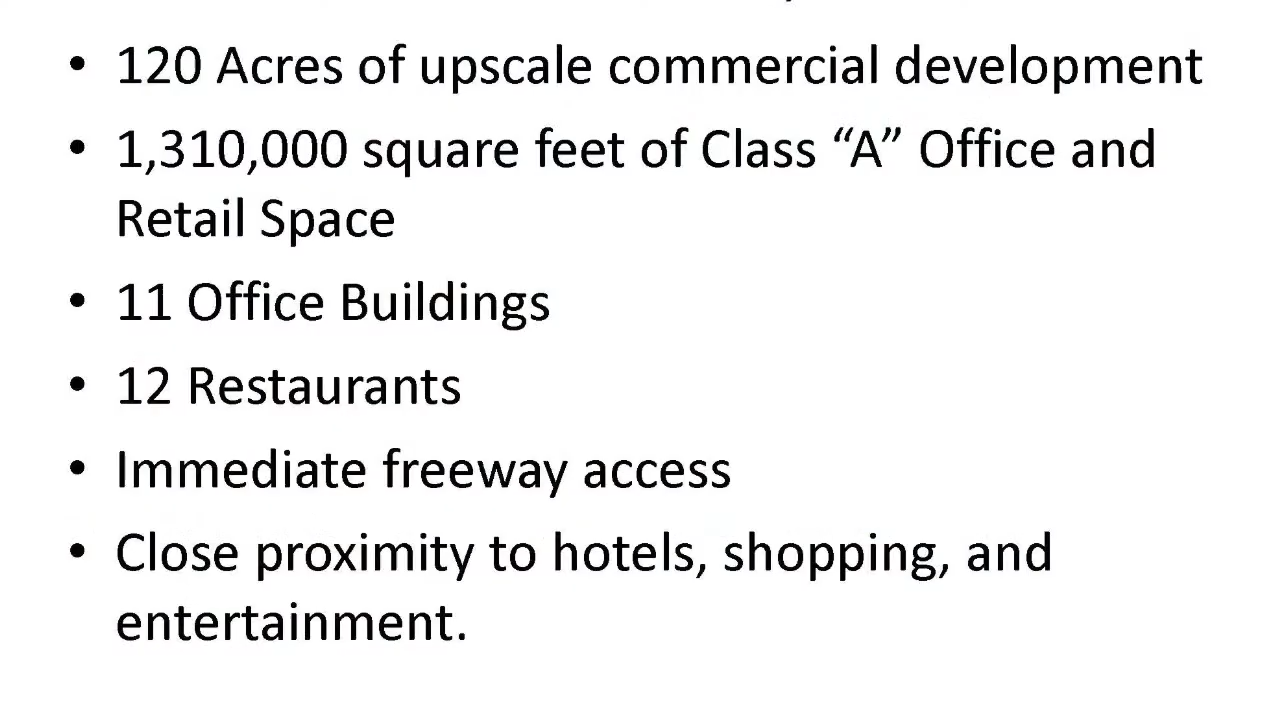 • 120 Acres of upscale commercial development
• 1,310,000 square feet of Class “A” Office and
Retail Space
• 11 Office Buildings
• 12 Restaurants
• Immediate freeway access
• Close proximity to hotels, shopping, and
entertainment.